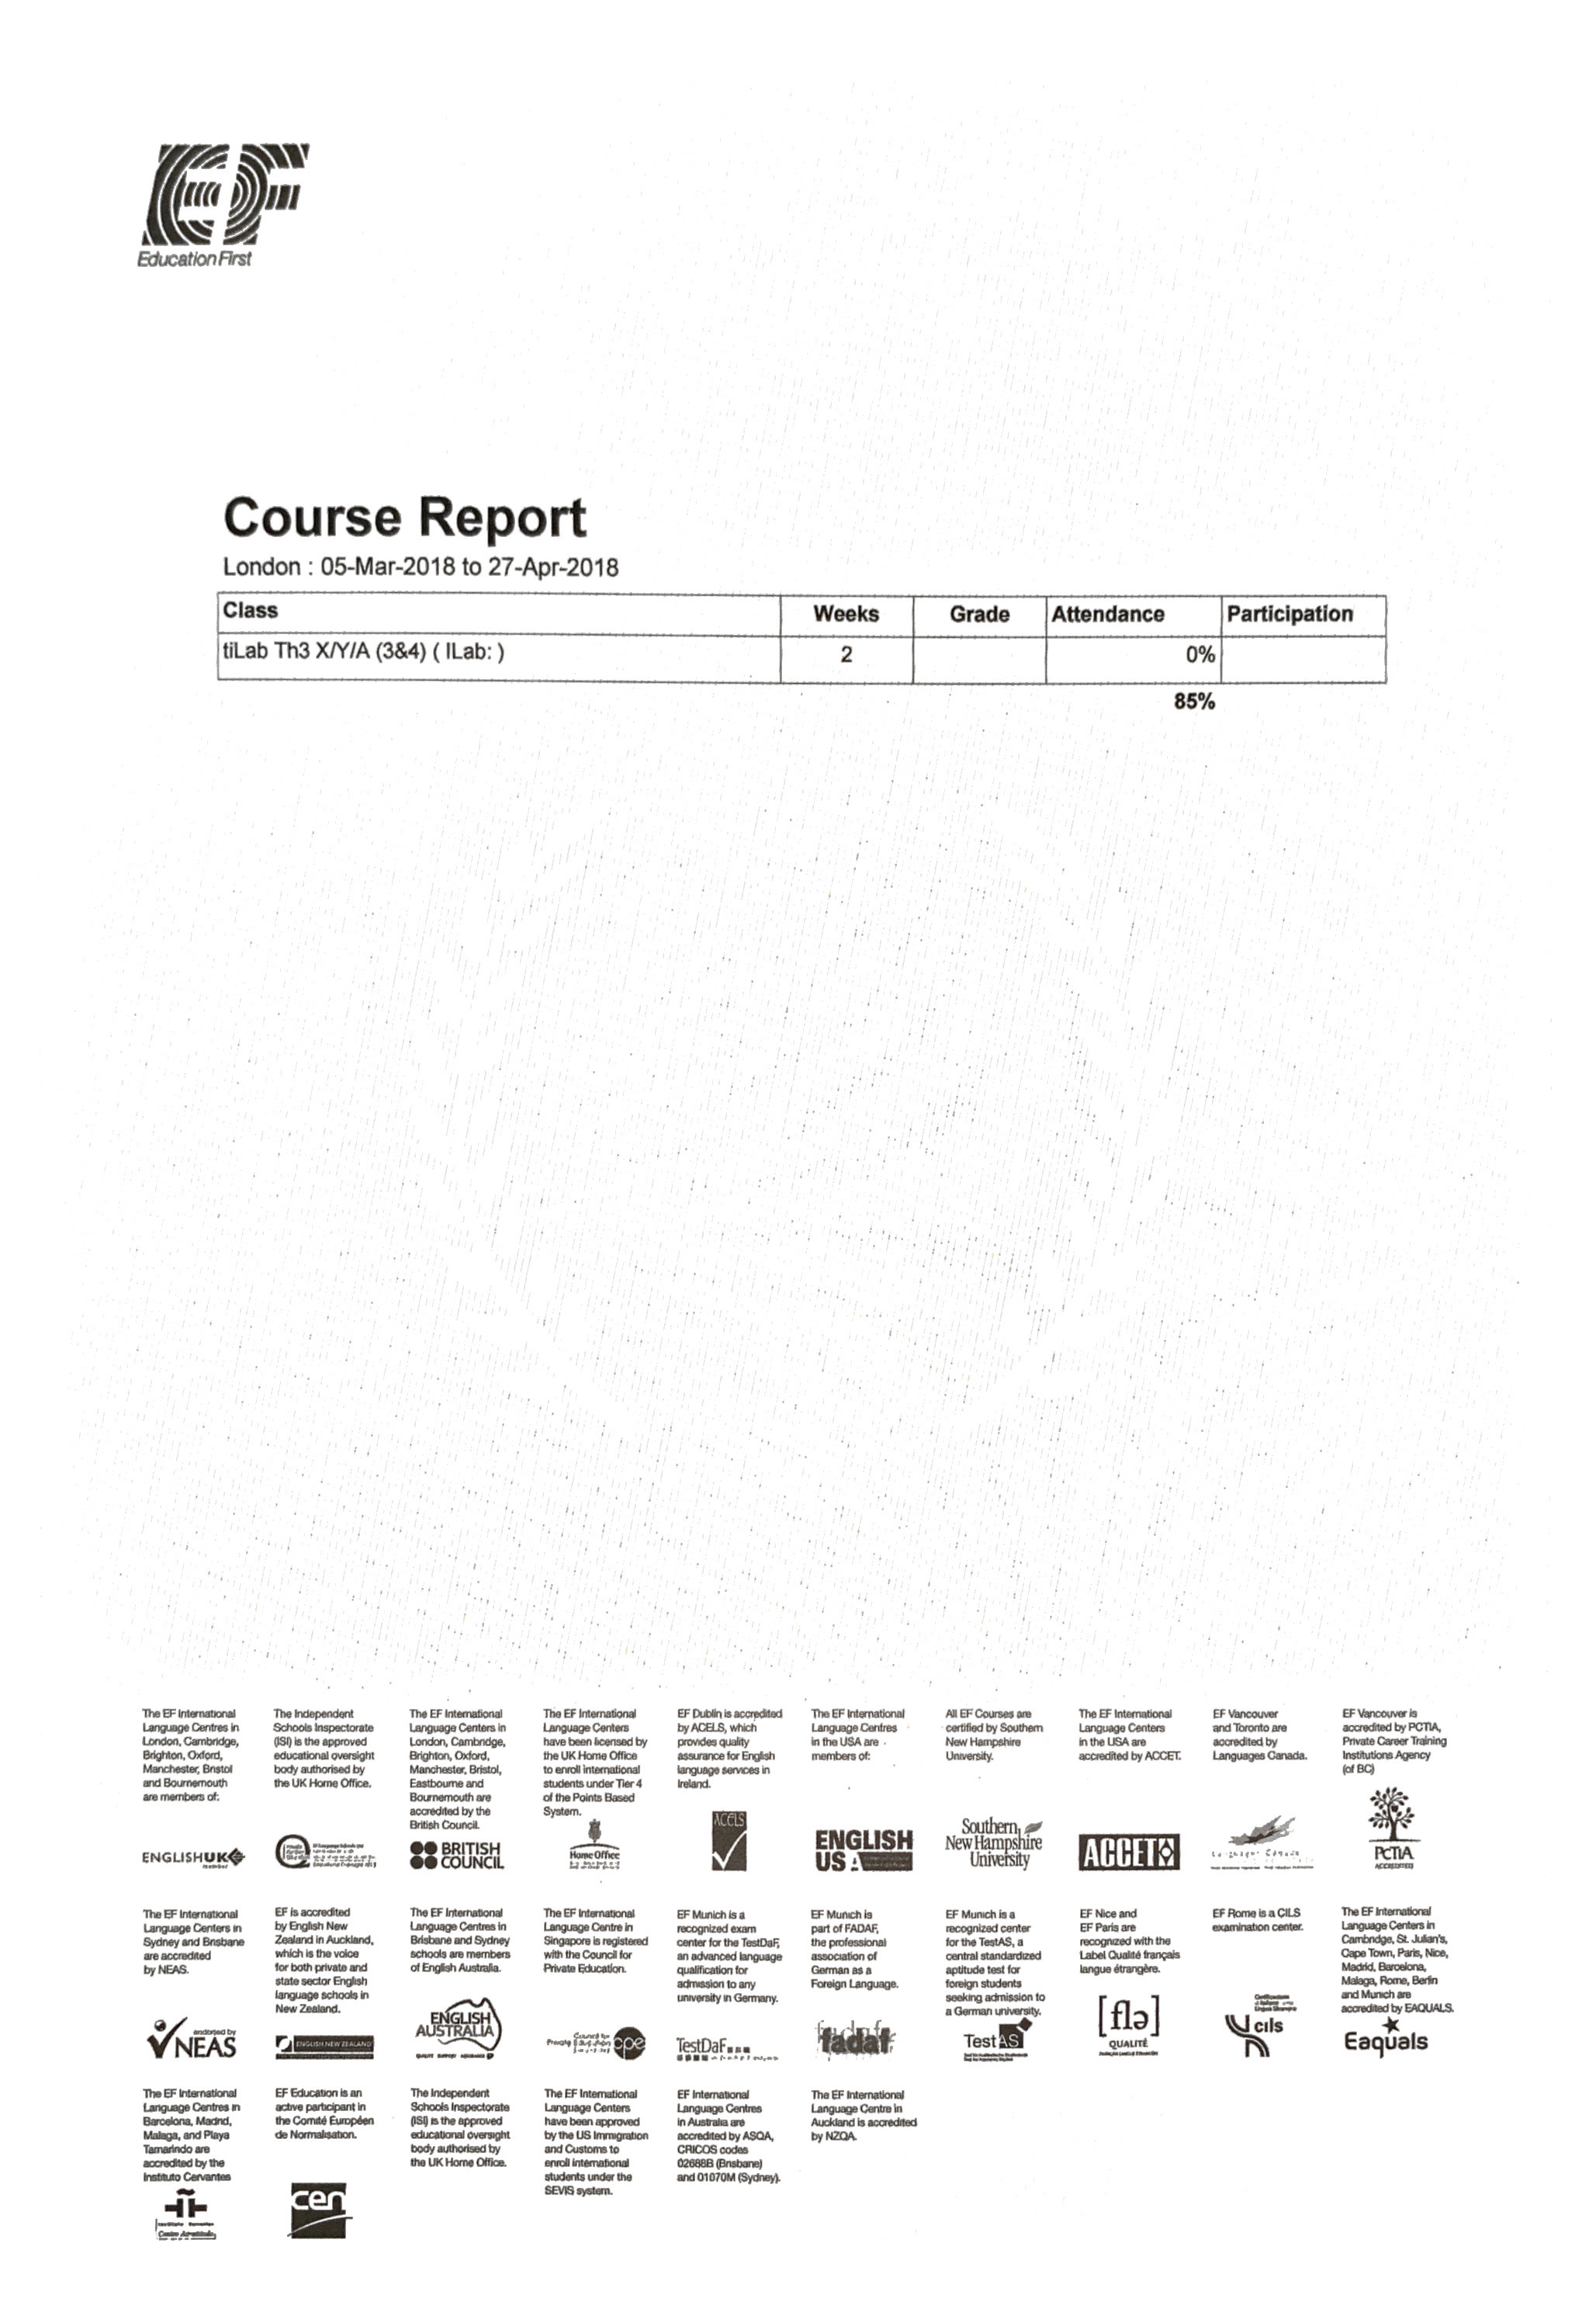 EF
Education First
Course Report
London : 05-Mar-2018 to 27-Apr-2018
Class Weeks Grade Attendance Participation
tiLab Th3 X/Y/A (3&4) ( ILab: ) 2 0%
85%
The EF International
Language Centres in
London, Cambridge,
Brighton, Oxford,
Manchester, Bristol
and Bournemouth
are members of:
ENGLISHUK
The Independent
Schools Inspectorate
(ISI) is the approved
educational oversight
body authorised by
the UK Home Office.
The EF International
Language Centers in
London, Cambridge,
Brighton, Oxford,
Manchester, Bristol,
Eastbourne and
Bournemouth are
accredited by the
British Council.
BRITISH
COUNCIL
The EF International
Language Centers
have been licensed by
the UK Home Office
to enroll international
students under Tier 4
of the Points Based
System.
Home Office
EF Dublin is accredited
by ACELS, which
provides quality
assurance for English
language services in
Ireland.
ACELS
The EF International
Language Centres
in the USA are
members of:
ENGLISH
USA
All EF Courses are
certified by Southern
New Hampshire
University.
Southern
New Hampshire
University
The EF International
Language Centers
in the USA are
accredited by ACCET.
ACCET
EF Vancouver
and Toronto are
accredited by
Languages Canada.
Languages Canada
EF Vancouver is
accredited by PCTIA,
Private Career Training
Institutions Agency
(of BC)
PCTIA
ACCREDITED
The EF International
Language Centers in
Sydney and Brisbane
are accredited
by NEAS.
endorsed by
NEAS
EF is accredited
by English New
Zealand in Auckland,
which is the voice
for both private and
state sector English
language schools in
New Zealand.
ENGLISH NEW ZEALAND
The EF International
Language Centres in
Brisbane and Sydney
schools are members
of English Australia.
ENGLISH
AUSTRALIA
The EF International
Language Centre in
Singapore is registered
with the Council for
Private Education.
Council for
Private Education
cpe
EF Munich is a
recognized exam
center for the TestDaF,
an advanced language
qualification for
admission to any
university in Germany.
TestDaF
EF Munich is
part of FADAF,
the professional
association of
German as a
Foreign Language.
fadaf
EF Munich is a
recognized center
for the TestAS, a
central standardized
aptitude test for
foreign students
seeking admission to
a German university.
TestAS
EF Nice and
EF Paris are
recognized with the
Label Qualité français
langue étrangère.
[flə]
QUALITÉ
EF Rome is a CILS
examination center.
cils
The EF International
Language Centers in
Cambridge, St. Julian's,
Cape Town, Paris, Nice,
Madrid, Barcelona,
Malaga, Rome, Berlin
and Munich are
accredited by EAQUALS.
Eaquals
The EF International
Language Centres in
Barcelona, Madrid,
Malaga, and Playa
Tamarindo are
accredited by the
Instituto Cervantes
EF Education is an
active participant in
the Comité Européen
de Normalisation.
cen
The Independent
Schools Inspectorate
(ISI) is the approved
educational oversight
body authorised by
the UK Home Office.
The EF International
Language Centers
have been approved
by the US Immigration
and Customs to
enroll international
students under the
SEVIS system.
EF International
Language Centres
in Australia are
accredited by ASQA,
CRICOS codes
02688B (Brisbane)
and 01070M (Sydney).
The EF International
Language Centre in
Auckland is accredited
by NZQA.